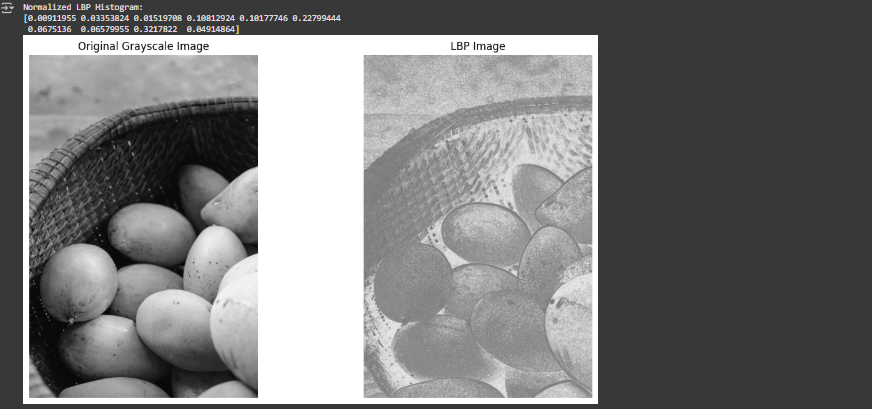 Normalized LBP Histogram:
[0.00911955 0.03353824 0.01519708 0.10812924 0.10177746 0.22799444
0.0675136 0.06579955 0.3217822 0.04914864]
Original Grayscale Image
LBP Image